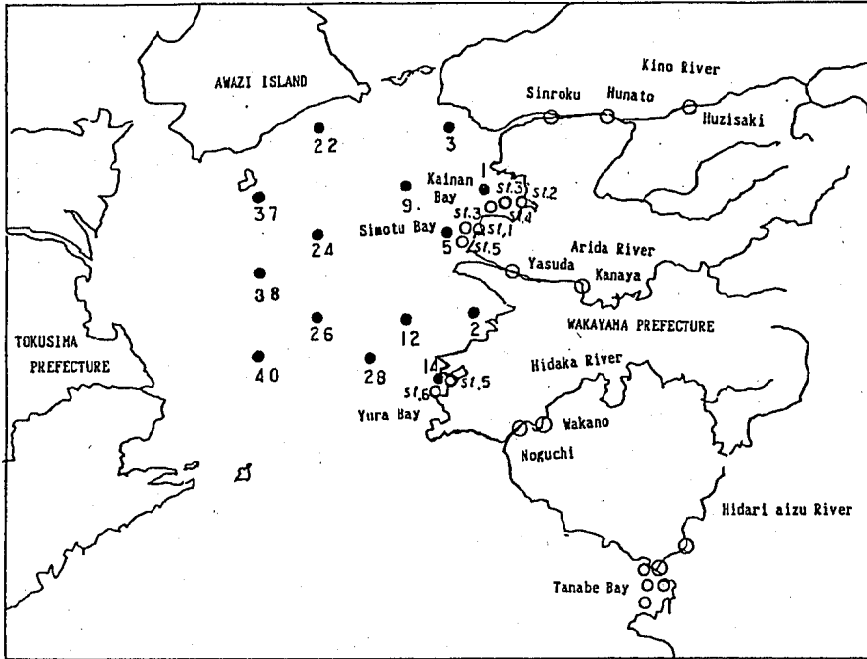 Kino River
AWAZI ISLAND
Sinroku
Hunato
Huzisaki
22
3
1
Kainan
Bay
9.
st.3
st.2
st.4
37
st.3
Simotu Bay
5
st.1
st.5
24
Arida River
Yasuda
Kanaya
38
26
12
2
WAKAYAMA PREFECTURE
TOKUSIMA
PREFECTURE
40
28
14
st.5
st.6
Hidaka River
Yura Bay
Wakano
Noguchi
Hidari aizu River
Tanabe Bay